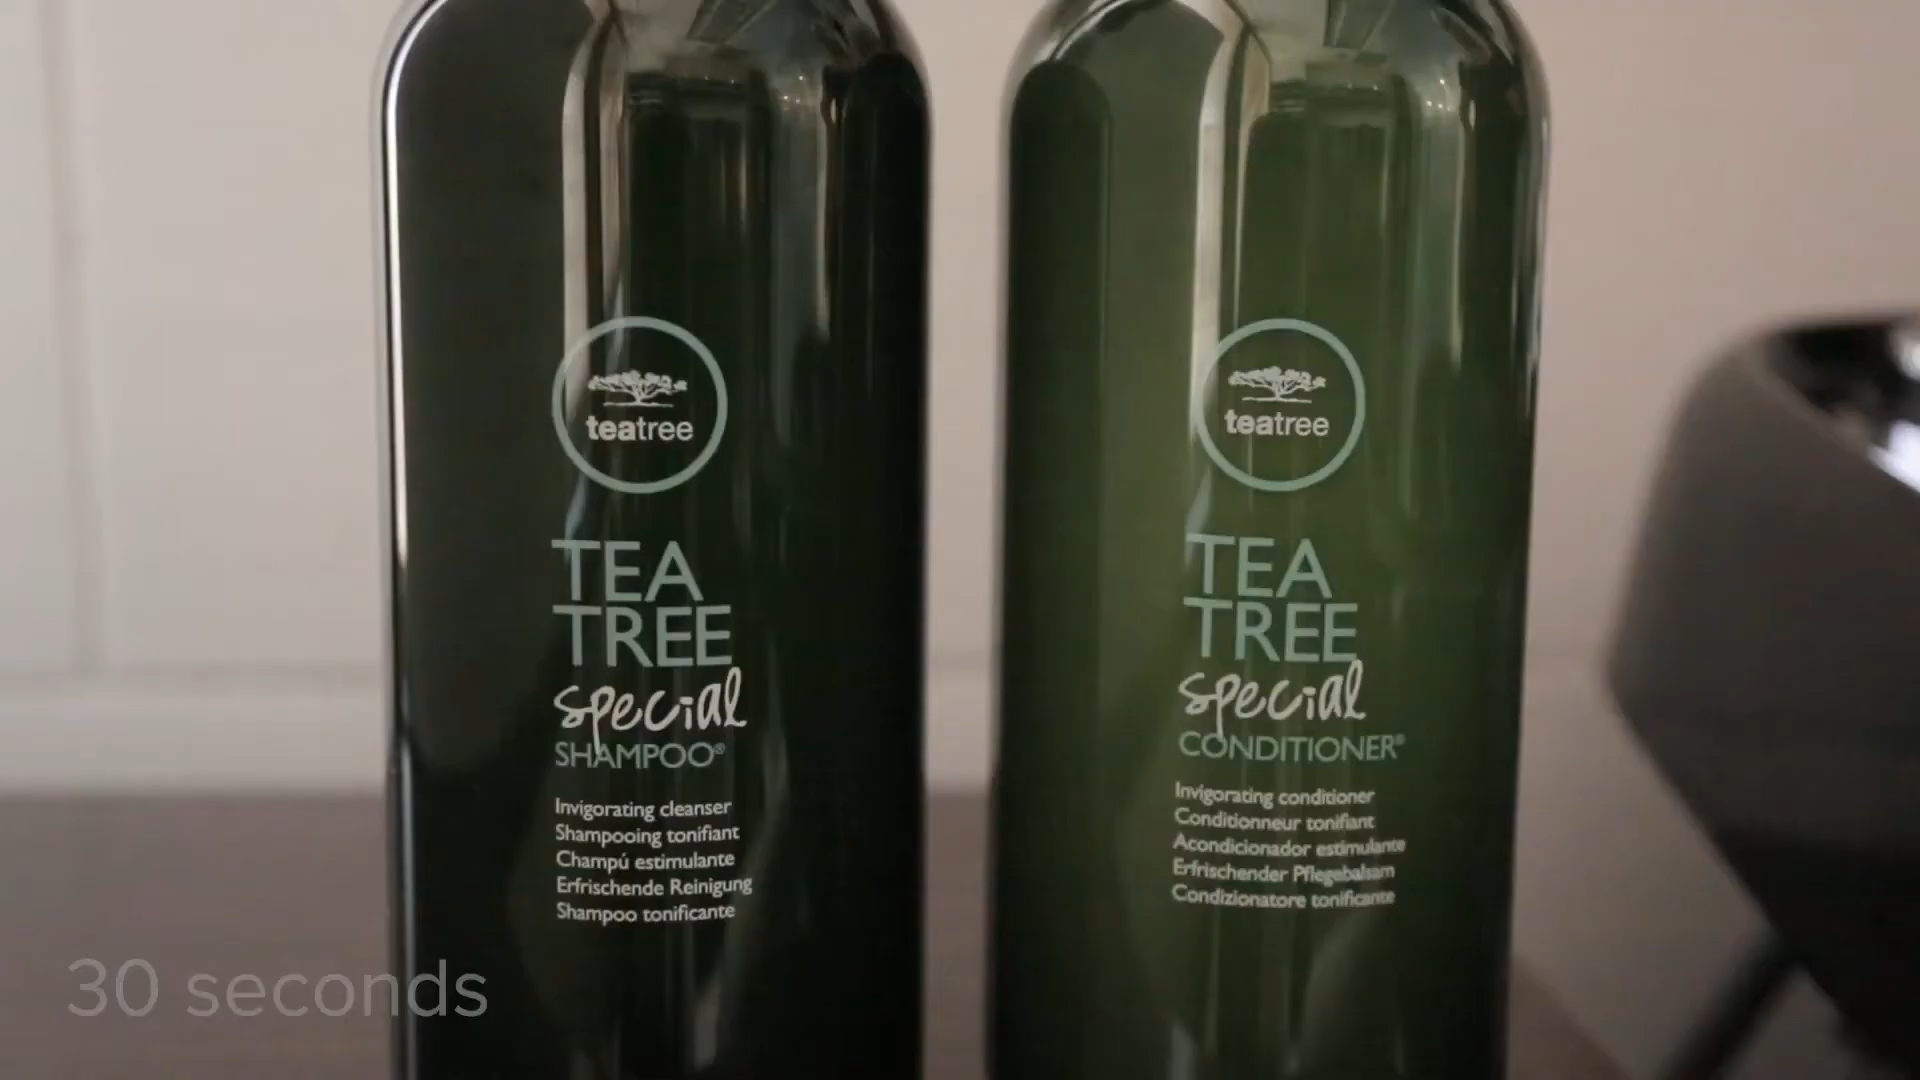 teatree
TEA
TREE
special
SHAMPOO®
Invigorating cleanser
Shampooing tonifiant
Champú estimulante
Erfrischende Reinigung
Shampoo tonificante
teatree
TEA
TREE
special
CONDITIONER®
Invigorating conditioner
Conditionneur tonifiant
Acondicionador estimulante
Erfrischender Pflegebalsam
Condizionatore tonificante
30 seconds